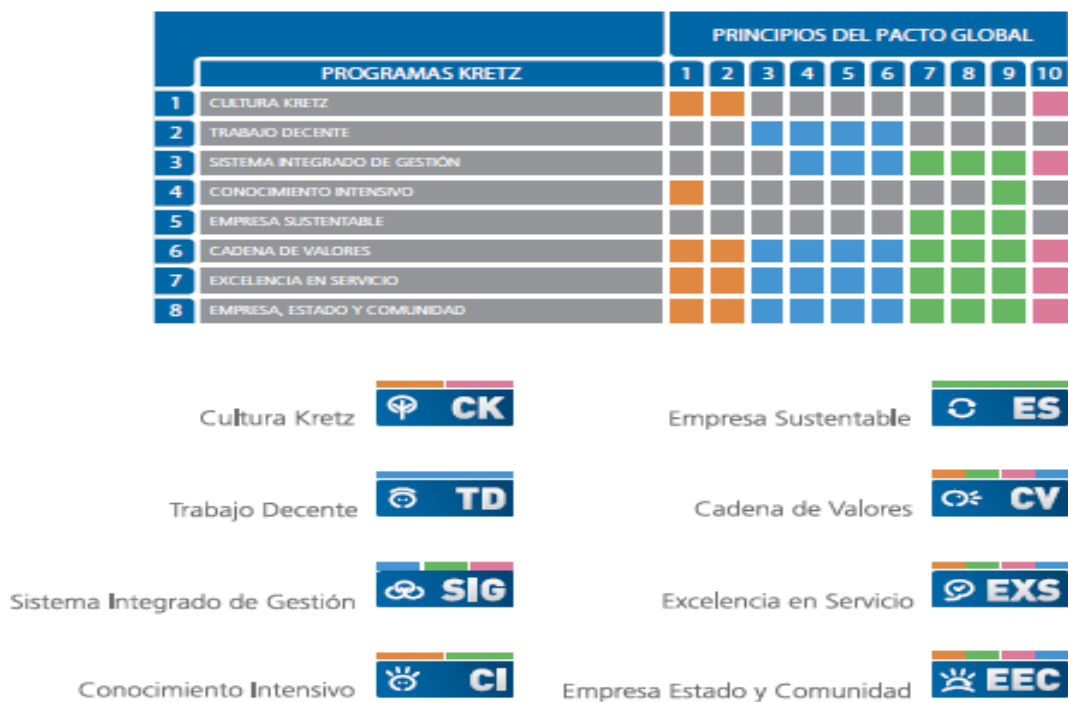 PRINCIPIOS DEL PACTO GLOBAL
PROGRAMAS KRETZ 1 2 3 4 5 6 7 8 9 10
1 CULTURA KRETZ
2 TRABAJO DECENTE
3 SISTEMA INTEGRADO DE GESTIÓN
4 CONOCIMIENTO INTENSIVO
5 EMPRESA SUSTENTABLE
6 CADENA DE VALORES
7 EXCELENCIA EN SERVICIO
8 EMPRESA, ESTADO Y COMUNIDAD
Cultura Kretz CK
Empresa Sustentable ES
Trabajo Decente TD
Cadena de Valores CV
Sistema Integrado de Gestión SIG
Excelencia en Servicio EXS
Conocimiento Intensivo CI
Empresa Estado y Comunidad EEC